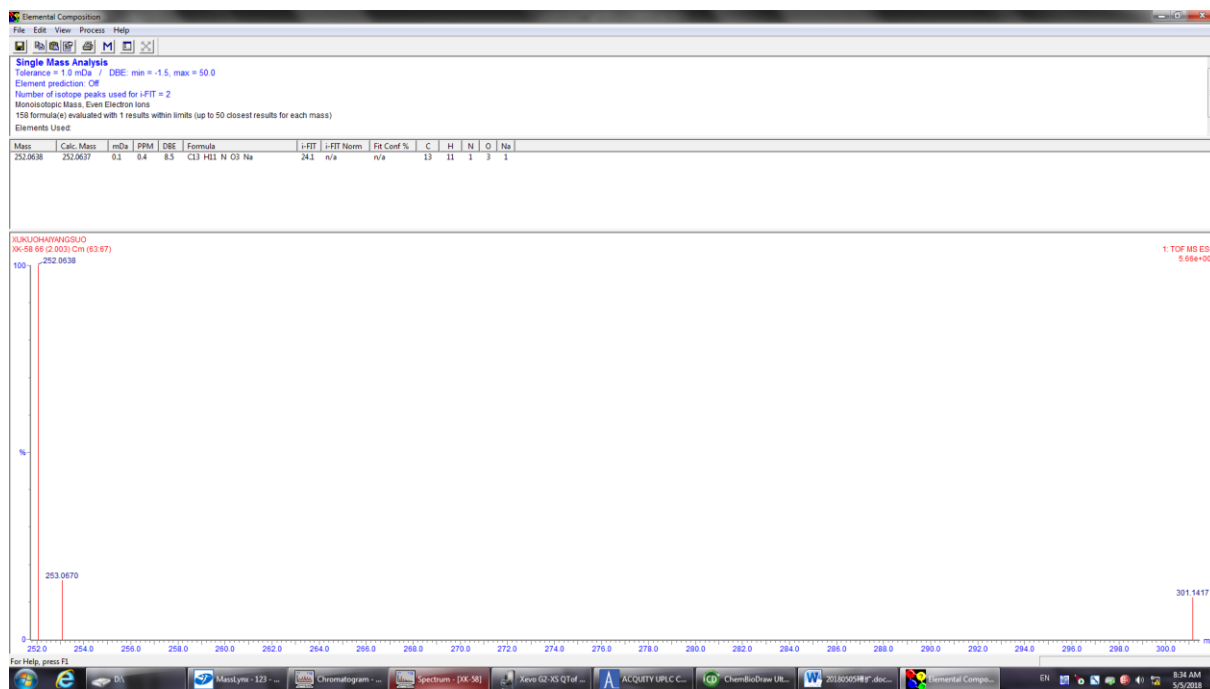 Elemental Composition
File Edit View Process Help
Single Mass Analysis
Tolerance = 1.0 mDa / DBE: min = -1.5, max = 50.0
Element prediction: Off
Number of isotope peaks used for i-FIT = 2
Monoisotopic Mass, Even Electron Ions
158 formula(e) evaluated with 1 results within limits (up to 50 closest results for each mass)
Elements Used:
Mass Calc. Mass mDa PPM DBE Formula i-FIT i-FIT Norm Fit Conf % C H N O Na
252.0638 252.0637 0.1 0.4 8.5 C13 H11 N O3 Na 24.1 n/a n/a 13 11 1 3 1
XUKUOHAIYANGSUO
XK-58 66 (2.003) Cm (63:67)
1: TOF MS ES
5.66e+00
100
252.0638
%
253.0670
301.1417
0
m
252.0 254.0 256.0 258.0 260.0 262.0 264.0 266.0 268.0 270.0 272.0 274.0 276.0 278.0 280.0 282.0 284.0 286.0 288.0 290.0 292.0 294.0 296.0 298.0 300.0
For Help, press F1
D:\ MassLynx - 123 - ... Chromatogram - ... Spectrum - [XK-58] Xevo G2-XS QTof ... ACQUITY UPLC C... ChemBioDraw Ult... Elemental Compo... EN 8:34 AM
5/5/2018